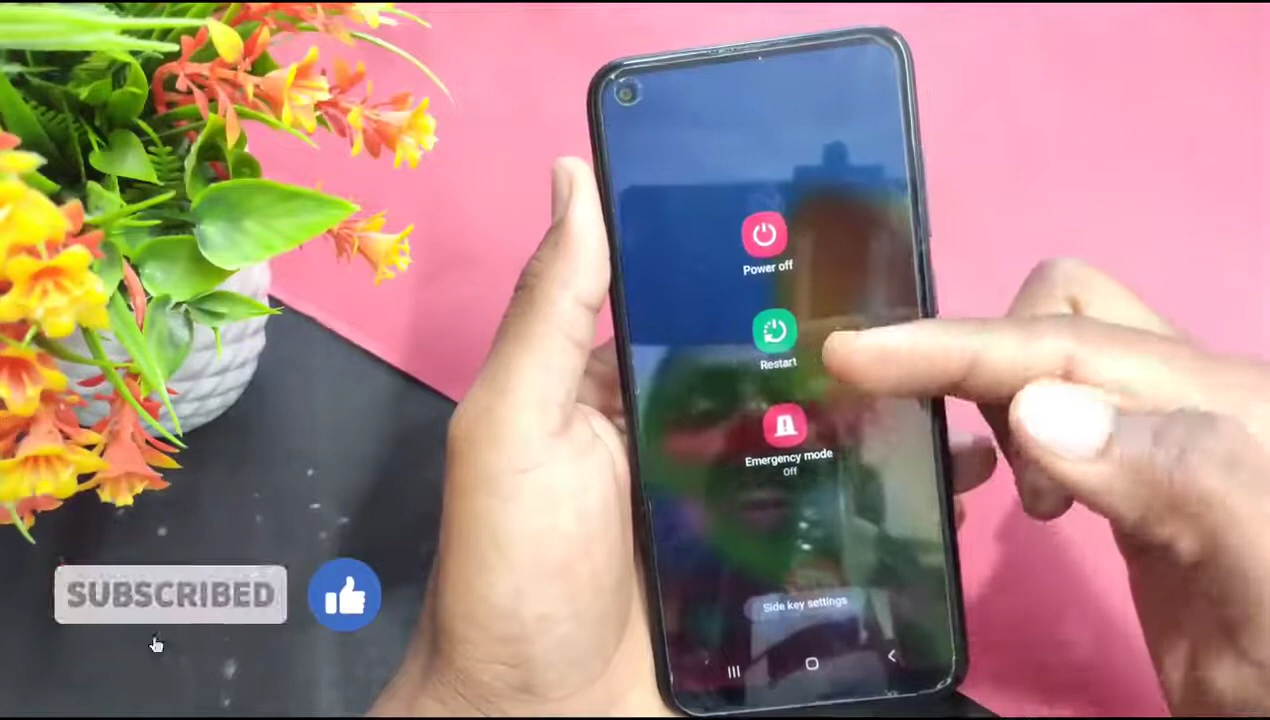 Power off
Restart
Emergency mode
Off
Side key settings
SUBSCRIBED